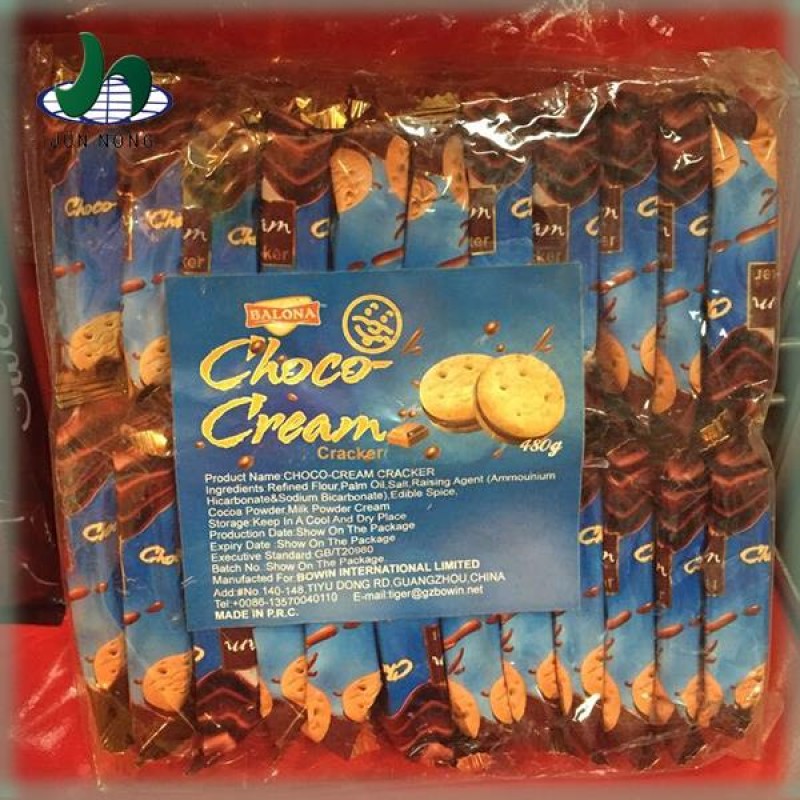 JUN NONG
Choco-
BALONA
Choco-
Cream
Cracker
480g
Product Name:CHOCO-CREAM CRACKER
Ingredients Refined Flour,Palm Oil,Salt,Raising Agent (Ammounium
Hicarbonate&Sodium Bicarbonate),Edible Spice,
Cocoa Powder,Milk Powder Cream
Storage:Keep In A Cool And Dry Place
Production Date:Show On The Package
Expiry Date :Show On The Package
Executive Standard GB/T20980
Batch No. :Show On The Package
Manufacted For:BOWIN INTERNATIONAL LIMITED
Add:#No 140-148,TIYU DONG RD.GUANGZHOU,CHINA
Tel:+0086-13570040110 E-mail:tiger@gzbowin.net
MADE IN P.R.C.